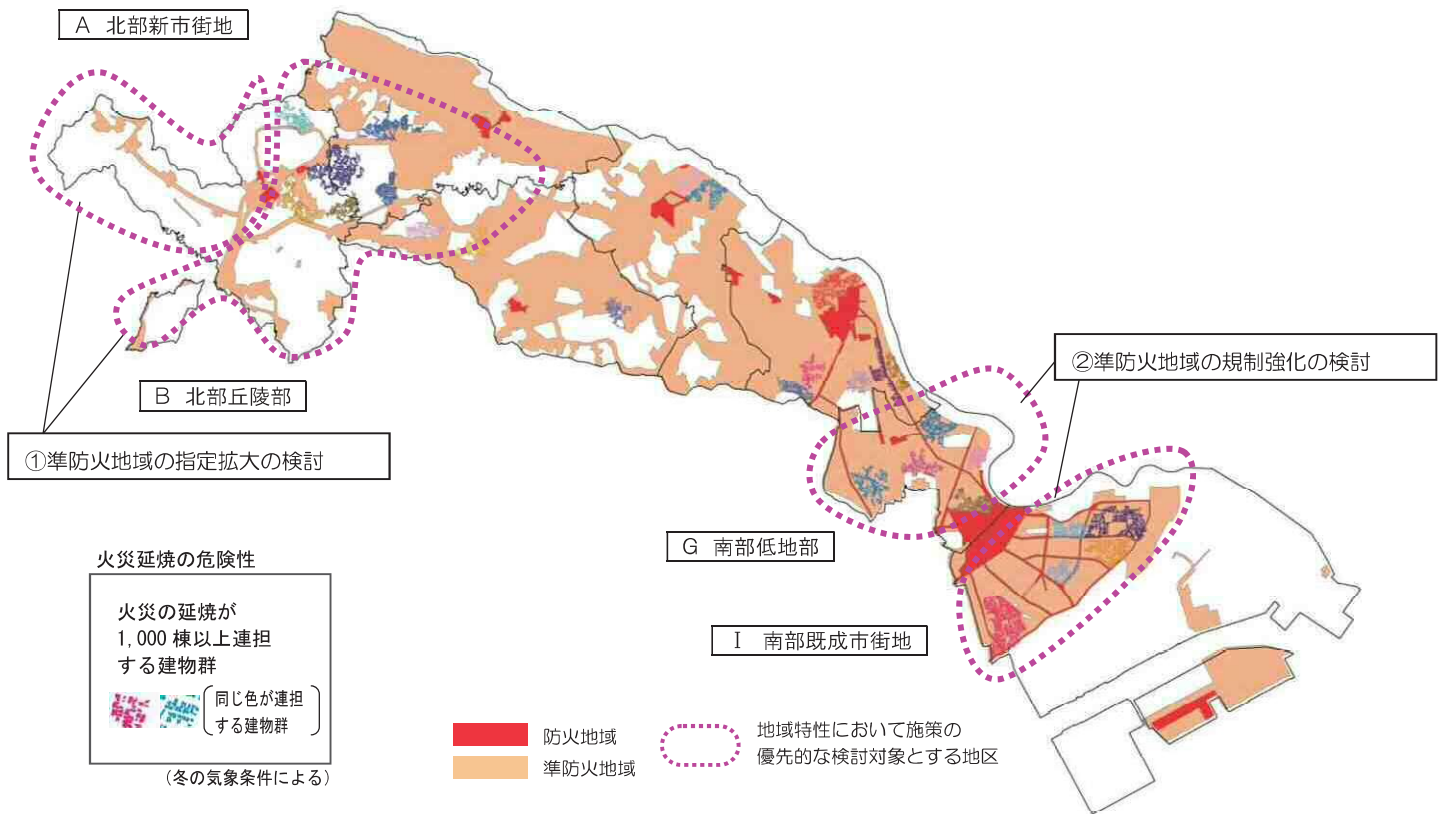 A 北部新市街地
B 北部丘陵部
①準防火地域の指定拡大の検討
②準防火地域の規制強化の検討
G 南部低地部
I 南部既成市街地
火災延焼の危険性
火災の延焼が
1,000棟以上連担
する建物群
同じ色が連担
する建物群
(冬の気象条件による)
防火地域
準防火地域
地域特性において施策の
優先的な検討対象とする地区